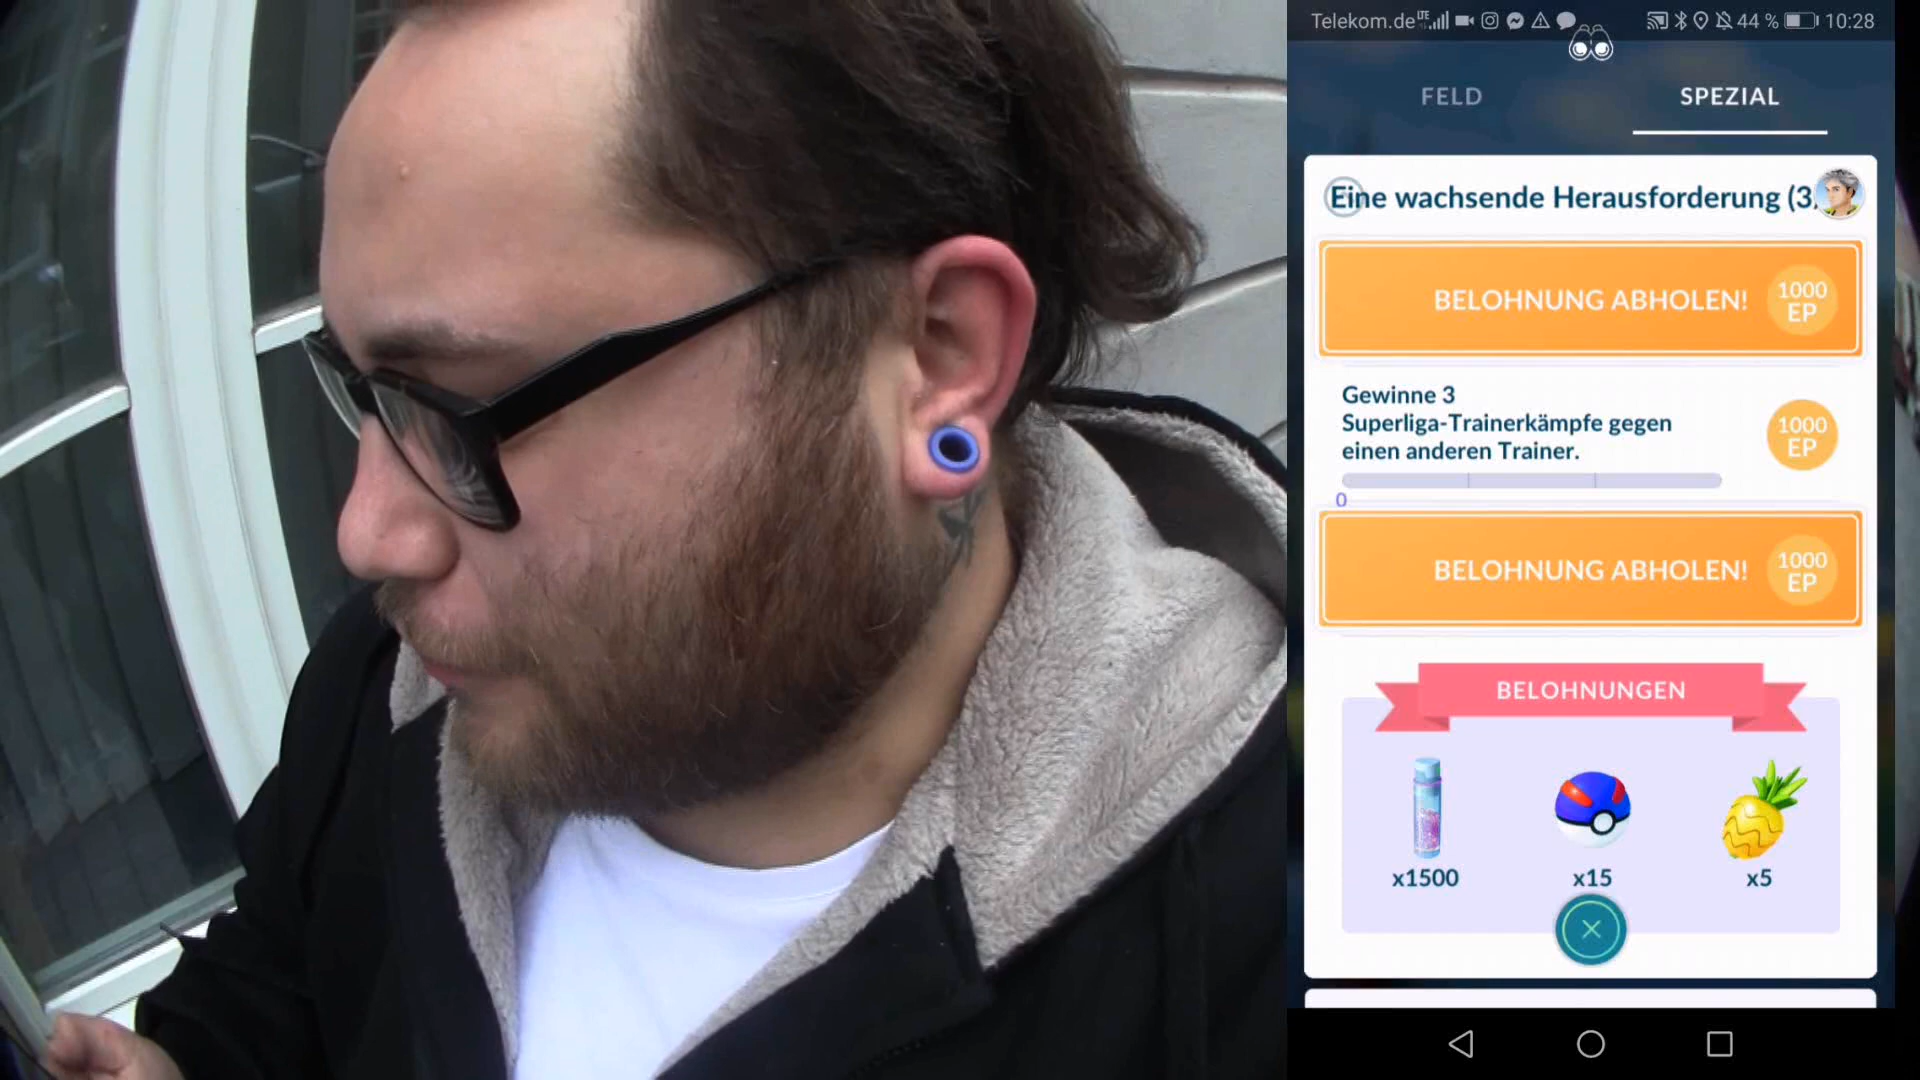 Telekom.de LTE 44 % 10:28
FELD SPEZIAL
Eine wachsende Herausforderung (3
BELOHNUNG ABHOLEN! 1000
EP
Gewinne 3
Superliga-Trainerkämpfe gegen
einen anderen Trainer.
1000
EP
0
BELOHNUNG ABHOLEN! 1000
EP
BELOHNUNGEN
x1500 x15 x5